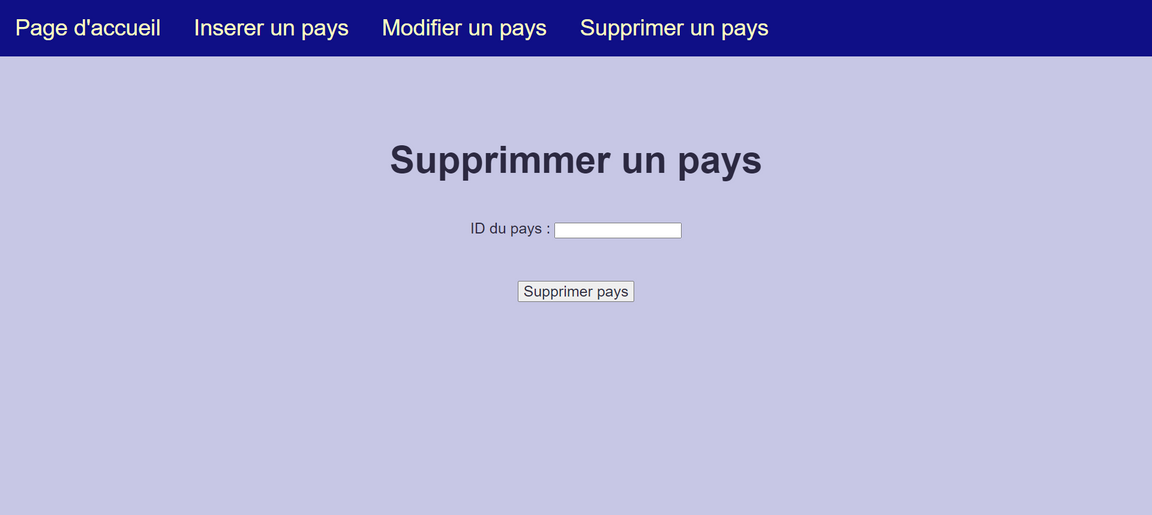 Page d'accueil Inserer un pays Modifier un pays Supprimer un pays
Supprimmer un pays
ID du pays :
Supprimer pays